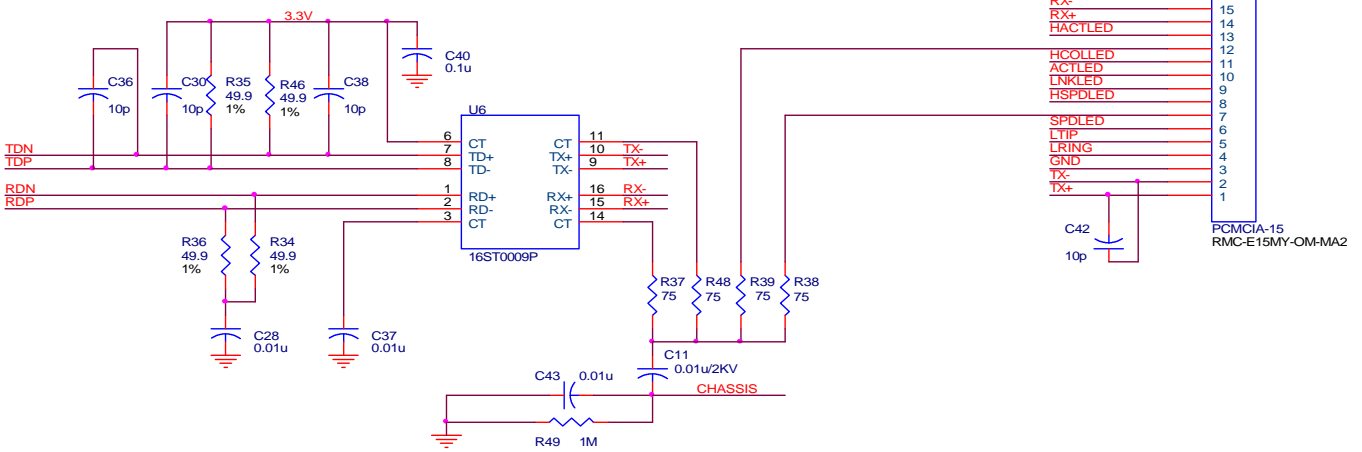 RX-
15
RX+
14
HACTLED
13
12
HCOLLED
11
ACTLED
10
LNKLED
9
HSPDLED
8
7
SPDLED
6
LTIP
5
LRING
4
GND
3
TX-
2
TX+
1
PCMCIA-15
RMC-E15MY-OM-MA2
C42
10p
3.3V
C36
10p
C30
10p
R35
49.9
1%
R46
49.9
1%
C38
10p
C40
0.1u
U6
6 CT CT 11
7 TD+ TX+ 10 TX-
8 TD- TX- 9 TX+
1 RD+ RX+ 16 RX-
2 RD- RX- 15 RX+
3 CT CT 14
16ST0009P
TDN
TDP
RDN
RDP
R36
49.9
1%
R34
49.9
1%
C28
0.01u
C37
0.01u
R37
75
R48
75
R39
75
R38
75
C11
0.01u/2KV
C43 0.01u
CHASSIS
R49 1M